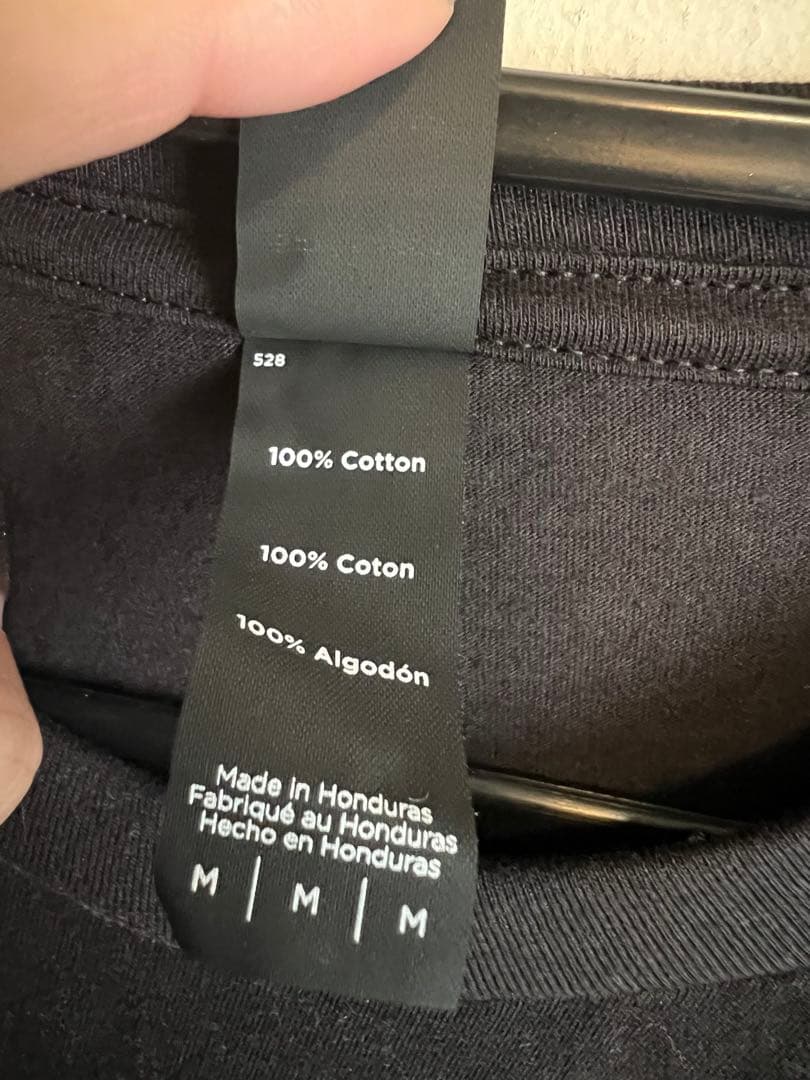 528
100% Cotton
100% Coton
100% Algodón
Made in Honduras
Fabriqué au Honduras
Hecho en Honduras
M | M | M